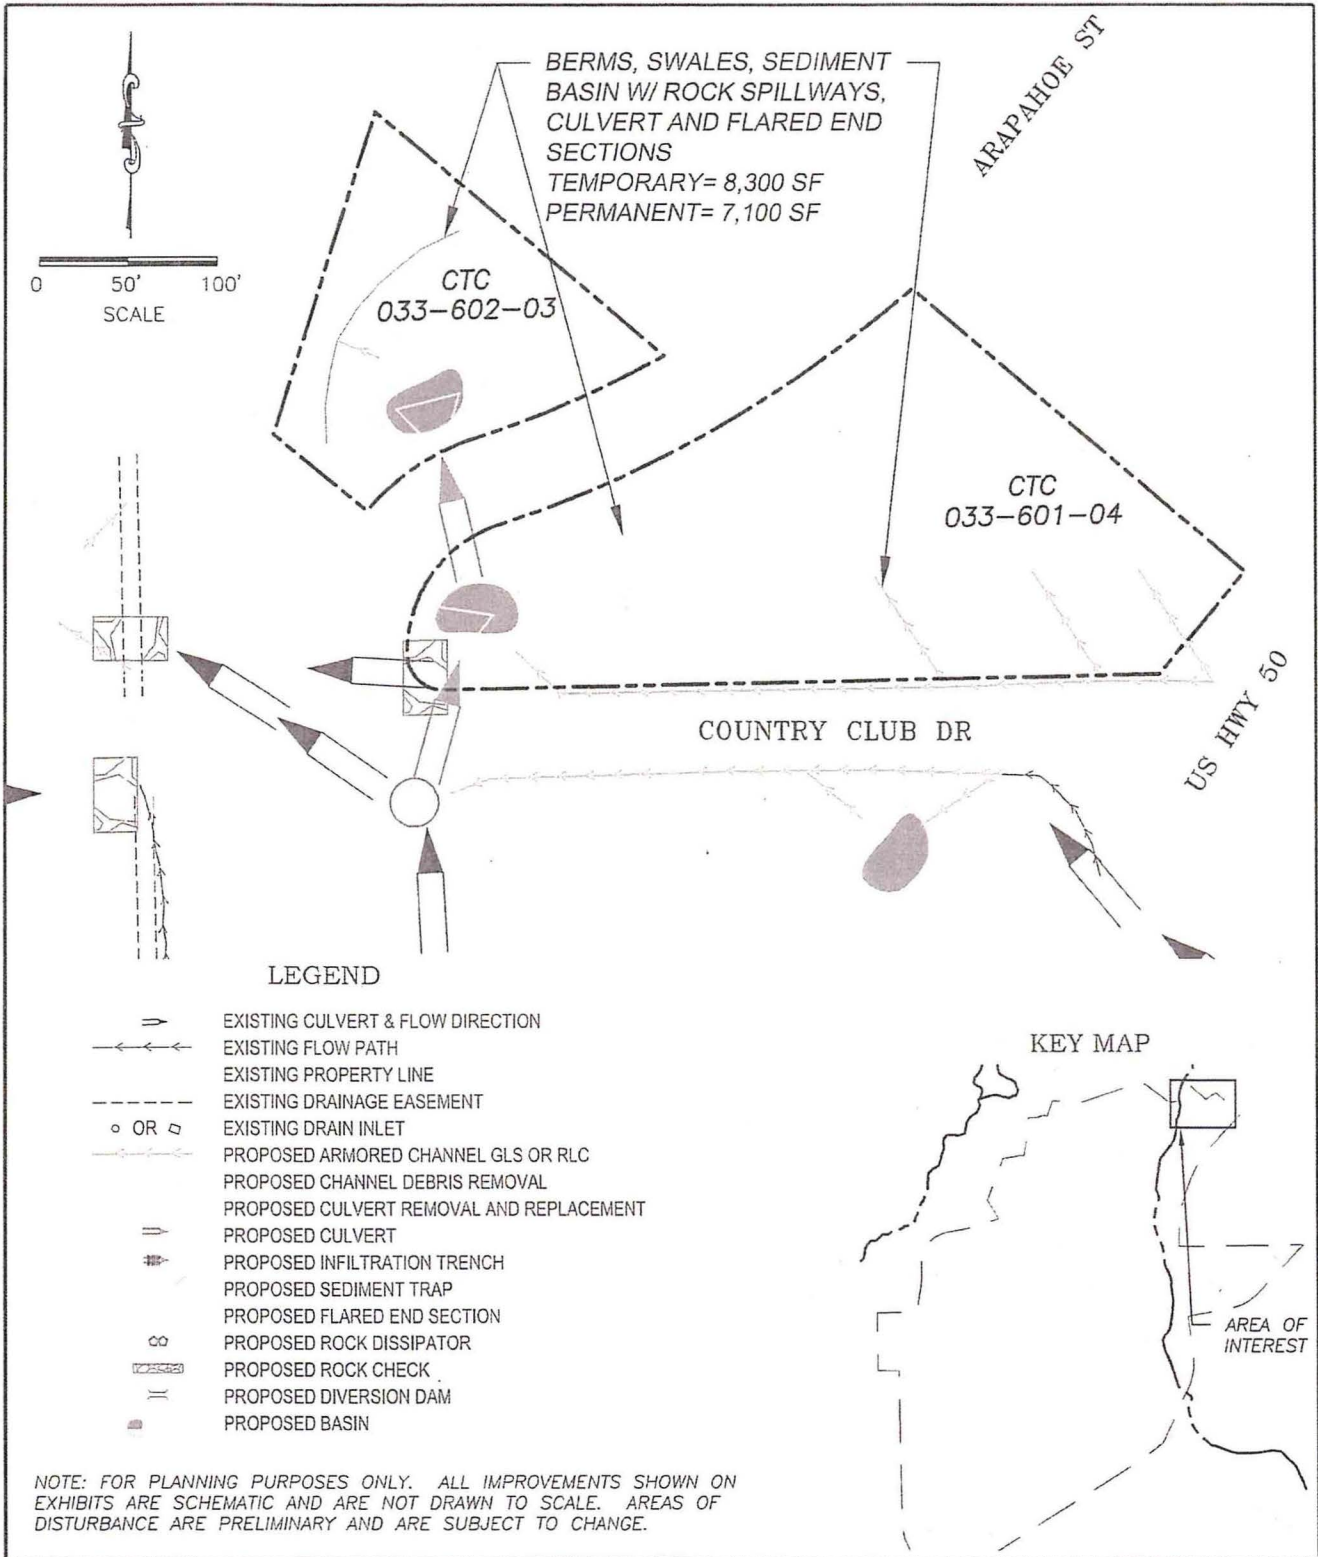 BERMS, SWALES, SEDIMENT
BASIN W/ ROCK SPILLWAYS,
CULVERT AND FLARED END
SECTIONS
TEMPORARY= 8,300 SF
PERMANENT= 7,100 SF
ARAPAHOE ST
0 50' 100'
SCALE
CTC
033-602-03
CTC
033-601-04
COUNTRY CLUB DR
US HWY 50
LEGEND
EXISTING CULVERT & FLOW DIRECTION
EXISTING FLOW PATH
EXISTING PROPERTY LINE
EXISTING DRAINAGE EASEMENT
OR EXISTING DRAIN INLET
PROPOSED ARMORED CHANNEL GLS OR RLC
PROPOSED CHANNEL DEBRIS REMOVAL
PROPOSED CULVERT REMOVAL AND REPLACEMENT
PROPOSED CULVERT
PROPOSED INFILTRATION TRENCH
PROPOSED SEDIMENT TRAP
PROPOSED FLARED END SECTION
PROPOSED ROCK DISSIPATOR
PROPOSED ROCK CHECK
PROPOSED DIVERSION DAM
PROPOSED BASIN
KEY MAP
AREA OF
INTEREST
NOTE: FOR PLANNING PURPOSES ONLY. ALL IMPROVEMENTS SHOWN ON
EXHIBITS ARE SCHEMATIC AND ARE NOT DRAWN TO SCALE. AREAS OF
DISTURBANCE ARE PRELIMINARY AND ARE SUBJECT TO CHANGE.